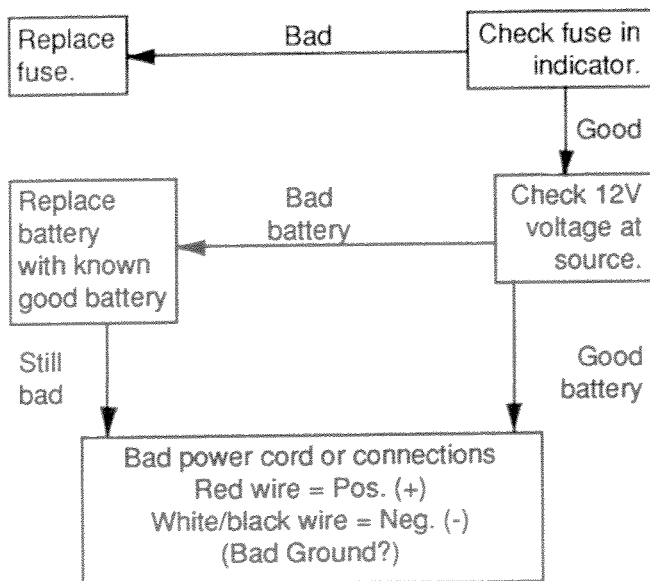 Replace
fuse.
Bad
Check fuse in
indicator.
Good
Replace
battery
with known
good battery
Bad
battery
Check 12V
voltage at
source.
Still
bad
Good
battery
Bad power cord or connections
Red wire = Pos. (+)
White/black wire = Neg. (-)
(Bad Ground?)